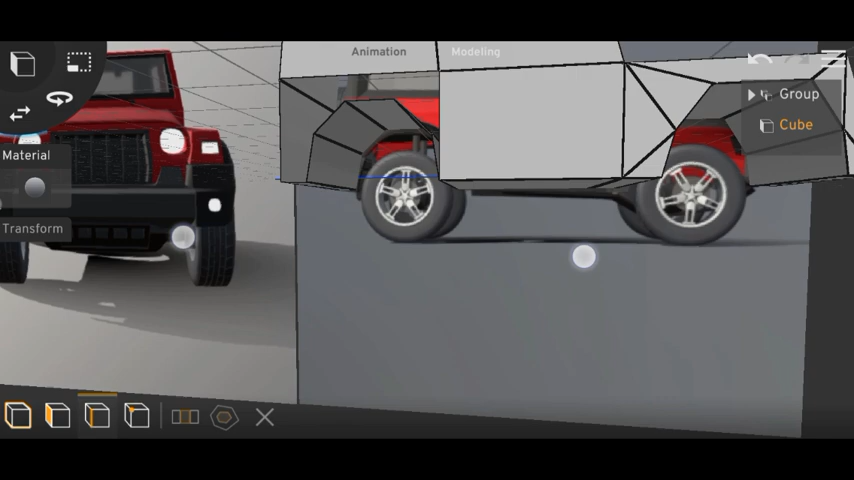 Animation
Modeling
Group
Cube
Material
Transform